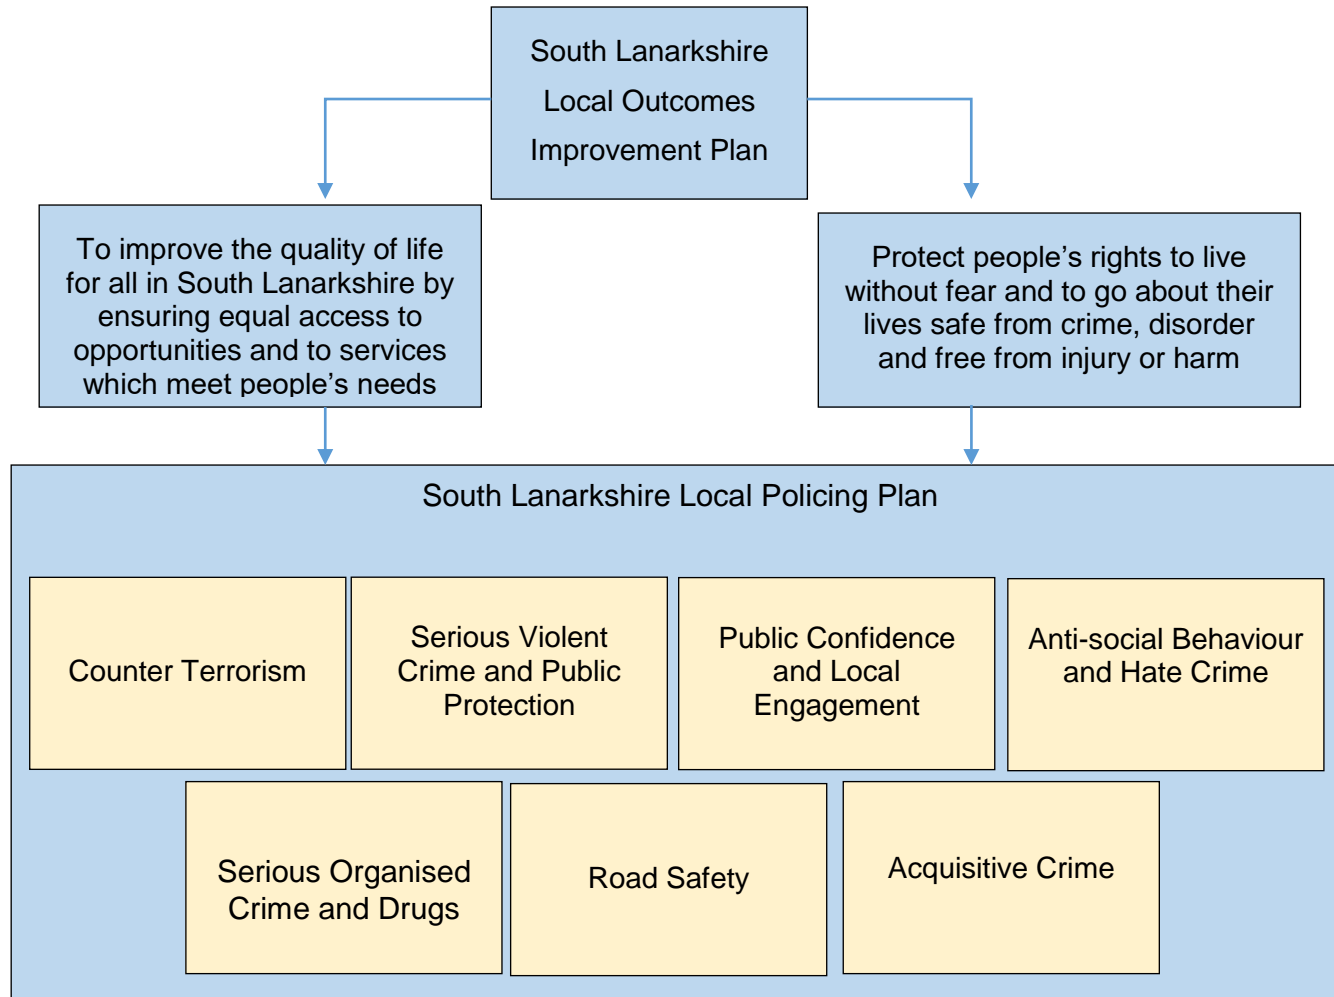 South Lanarkshire
Local Outcomes
Improvement Plan
To improve the quality of life
for all in South Lanarkshire by
ensuring equal access to
opportunities and to services
which meet people’s needs
Protect people’s rights to live
without fear and to go about their
lives safe from crime, disorder
and free from injury or harm
South Lanarkshire Local Policing Plan
Counter Terrorism
Serious Violent
Crime and Public
Protection
Public Confidence
and Local
Engagement
Anti-social Behaviour
and Hate Crime
Serious Organised
Crime and Drugs
Road Safety
Acquisitive Crime